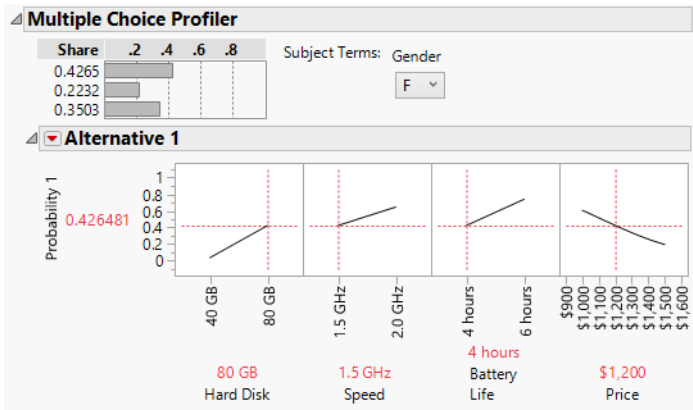 Multiple Choice Profiler
Share .2 .4 .6 .8
0.4265
0.2232
0.3503
Subject Terms: Gender
F
Alternative 1
Probability 1
0.426481
1
0.8
0.6
0.4
0.2
0
40 GB
80 GB
1.5 GHz
2.0 GHz
4 hours
6 hours
$900
$1,000
$1,100
$1,200
$1,300
$1,400
$1,500
$1,600
80 GB
Hard Disk
1.5 GHz
Speed
4 hours
Battery
Life
$1,200
Price